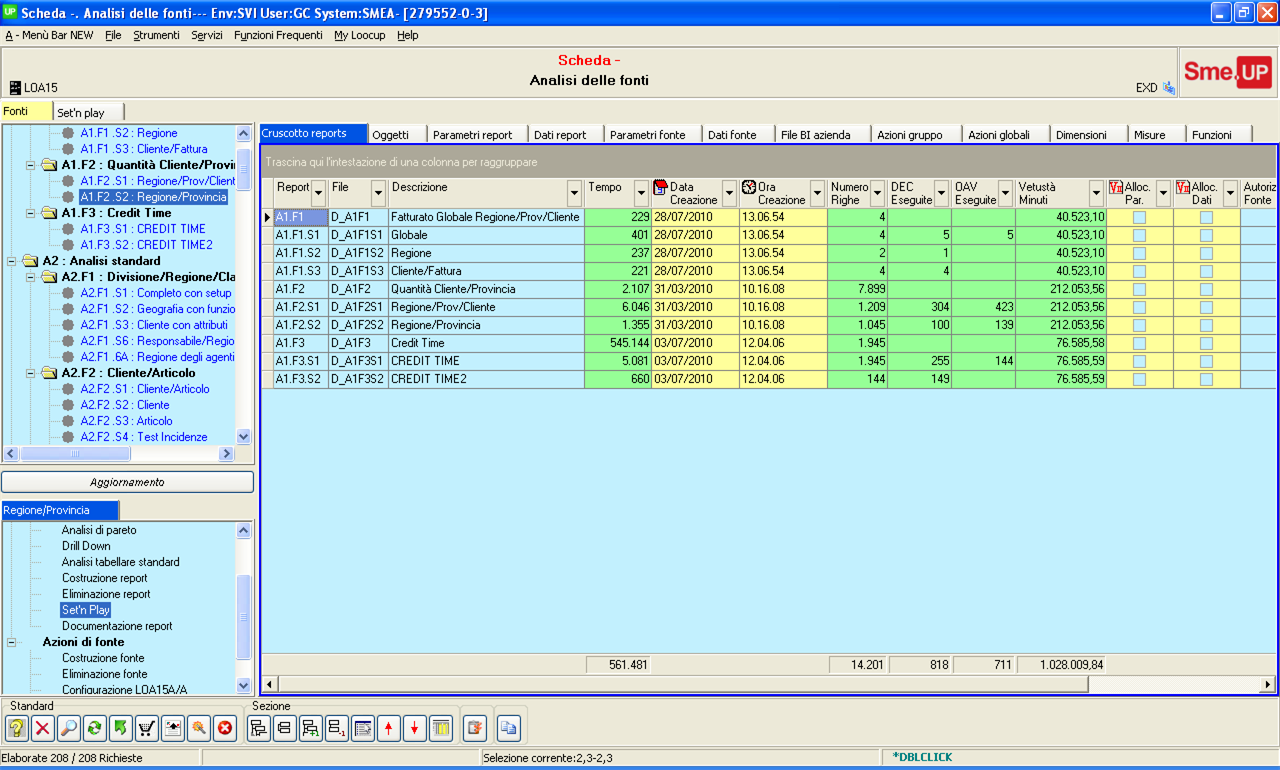 UP Scheda -. Analisi delle fonti--- Env:SVI User:GC System:SMEA- [279552-0-3]
A - Menù Bar NEW File Strumenti Servizi Funzioni Frequenti My Loocup Help
Scheda -
Analisi delle fonti
LOA15
EXD
Sme.UP
Fonti Set'n play
A1.F1 .S2 : Regione
A1.F1 .S3 : Cliente/Fattura
A1.F2 : Quantità Cliente/Provin
A1.F2 .S1 : Regione/Prov/Client
A1.F2 .S2 : Regione/Provincia
A1.F3 : Credit Time
A1.F3 .S1 : CREDIT TIME
A1.F3 .S2 : CREDIT TIME2
A2 : Analisi standard
A2.F1 : Divisione/Regione/Cla
A2.F1 .S1 : Completo con setup
A2.F1 .S2 : Geografia con funzio
A2.F1 .S3 : Cliente con attributi
A2.F1 .S6 : Responsabile/Regio
A2.F1 .6A : Regione degli agenti
A2.F2 : Cliente/Articolo
A2.F2 .S1 : Cliente/Articolo
A2.F2 .S2 : Cliente
A2.F2 .S3 : Articolo
A2.F2 .S4 : Test Incidenze
Aggiornamento
Regione/Provincia
Analisi di pareto
Drill Down
Analisi tabellare standard
Costruzione report
Eliminazione report
Set'n Play
Documentazione report
Azioni di fonte
Costruzione fonte
Eliminazione fonte
Configurazione LOA15A/A
Cruscotto reports Oggetti Parametri report Dati report Parametri fonte Dati fonte File BI azienda Azioni gruppo Azioni globali Dimensioni Misure Funzioni
Trascina qui l'intestazione di una colonna per raggruppare
Report File Descrizione Tempo Data Creazione Ora Creazione Numero Righe DEC Eseguite OAV Eseguite Vetustà Minuti Alloc. Par. Alloc. Dati Autoriz Fonte
A1.F1 D_A1F1 Fatturato Globale Regione/Prov/Cliente 229 28/07/2010 13.06.54 4 40.523,10
A1.F1.S1 D_A1F1S1 Globale 401 28/07/2010 13.06.54 4 5 5 40.523,10
A1.F1.S2 D_A1F1S2 Regione 237 28/07/2010 13.06.54 2 1 40.523,10
A1.F1.S3 D_A1F1S3 Cliente/Fattura 221 28/07/2010 13.06.54 4 4 40.523,10
A1.F2 D_A1F2 Quantità Cliente/Provincia 2.107 31/03/2010 10.16.08 7.899 212.053,56
A1.F2.S1 D_A1F2S1 Regione/Prov/Cliente 6.046 31/03/2010 10.16.08 1.209 304 423 212.053,56
A1.F2.S2 D_A1F2S2 Regione/Provincia 1.355 31/03/2010 10.16.08 1.045 100 139 212.053,56
A1.F3 D_A1F3 Credit Time 545.144 03/07/2010 12.04.06 1.945 76.585,58
A1.F3.S1 D_A1F3S1 CREDIT TIME 5.081 03/07/2010 12.04.06 1.945 255 144 76.585,59
A1.F3.S2 D_A1F3S2 CREDIT TIME2 660 03/07/2010 12.04.06 144 149 76.585,59
561.481 14.201 818 711 1.028.009,84
Standard Sezione
Elaborate 208 / 208 Richieste Selezione corrente:2,3-2,3 *DBLCLICK